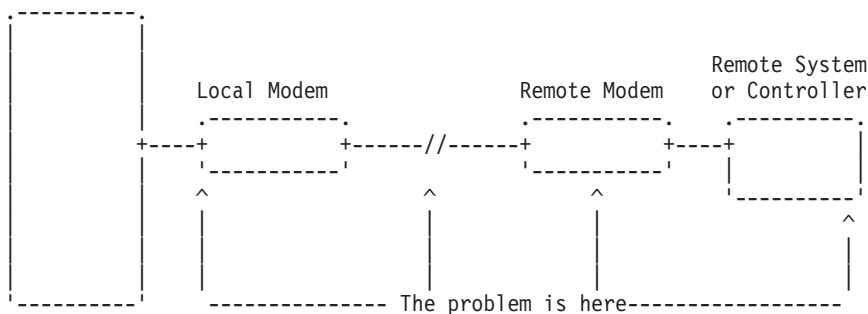 Remote System
Local Modem Remote Modem or Controller
The problem is here